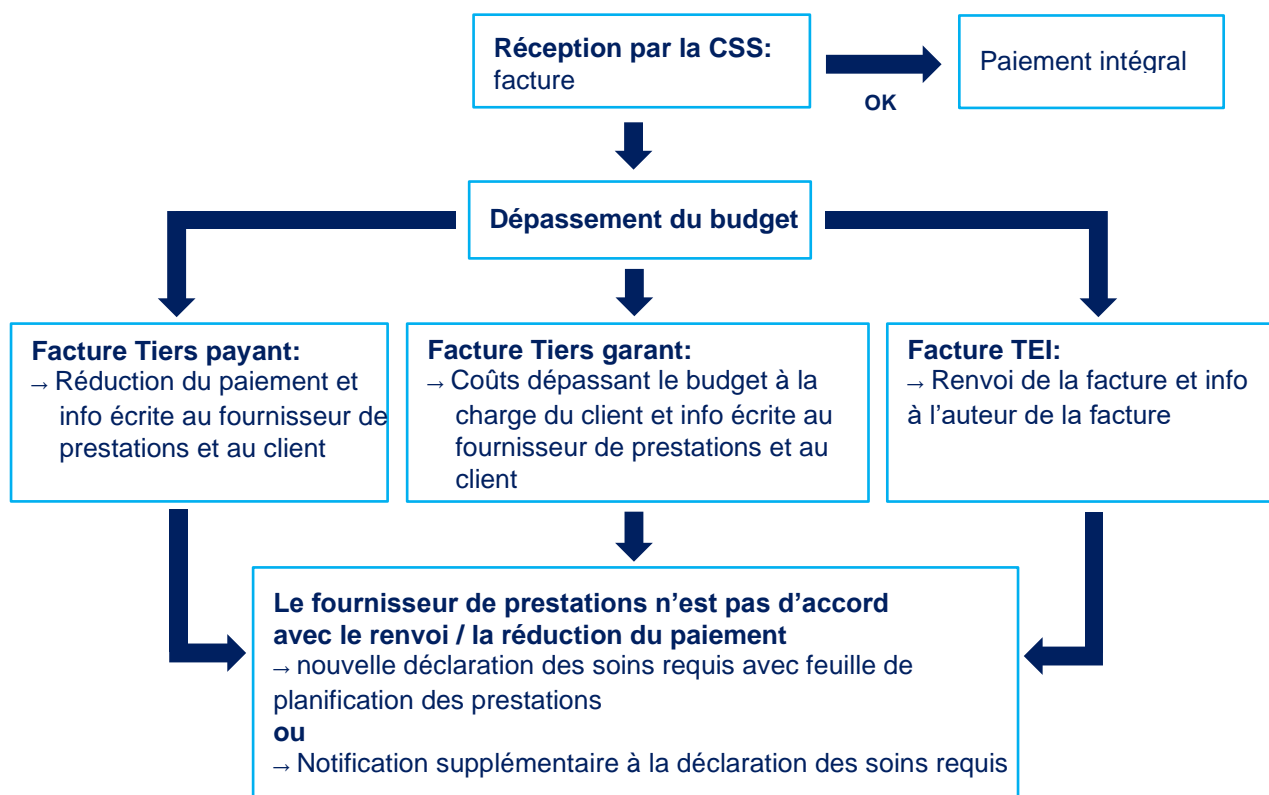 Réception par la CSS:
facture
OK
Paiement intégral
Dépassement du budget
Facture Tiers payant:
→ Réduction du paiement et
info écrite au fournisseur de
prestations et au client
Facture Tiers garant:
→ Coûts dépassant le budget à la
charge du client et info écrite au
fournisseur de prestations et au
client
Facture TEI:
→ Renvoi de la facture et info
à l’auteur de la facture
Le fournisseur de prestations n’est pas d’accord
avec le renvoi / la réduction du paiement
→ nouvelle déclaration des soins requis avec feuille de
planification des prestations
ou
→ Notification supplémentaire à la déclaration des soins requis